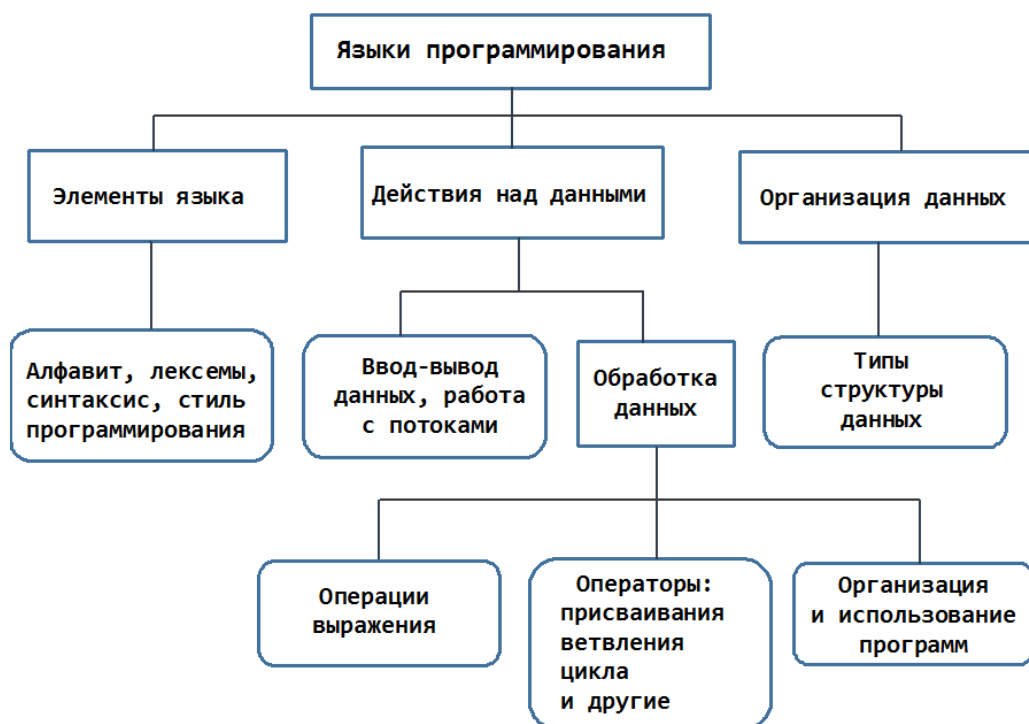 Языки программирования
Элементы языка
Действия над данными
Организация данных
Алфавит, лексемы,
синтаксис, стиль
программирования
Ввод-вывод
данных, работа
с потоками
Обработка
данных
Типы
структуры
данных
Операции
выражения
Операторы:
присваивания
ветвления
цикла
и другие
Организация
и использование
программ